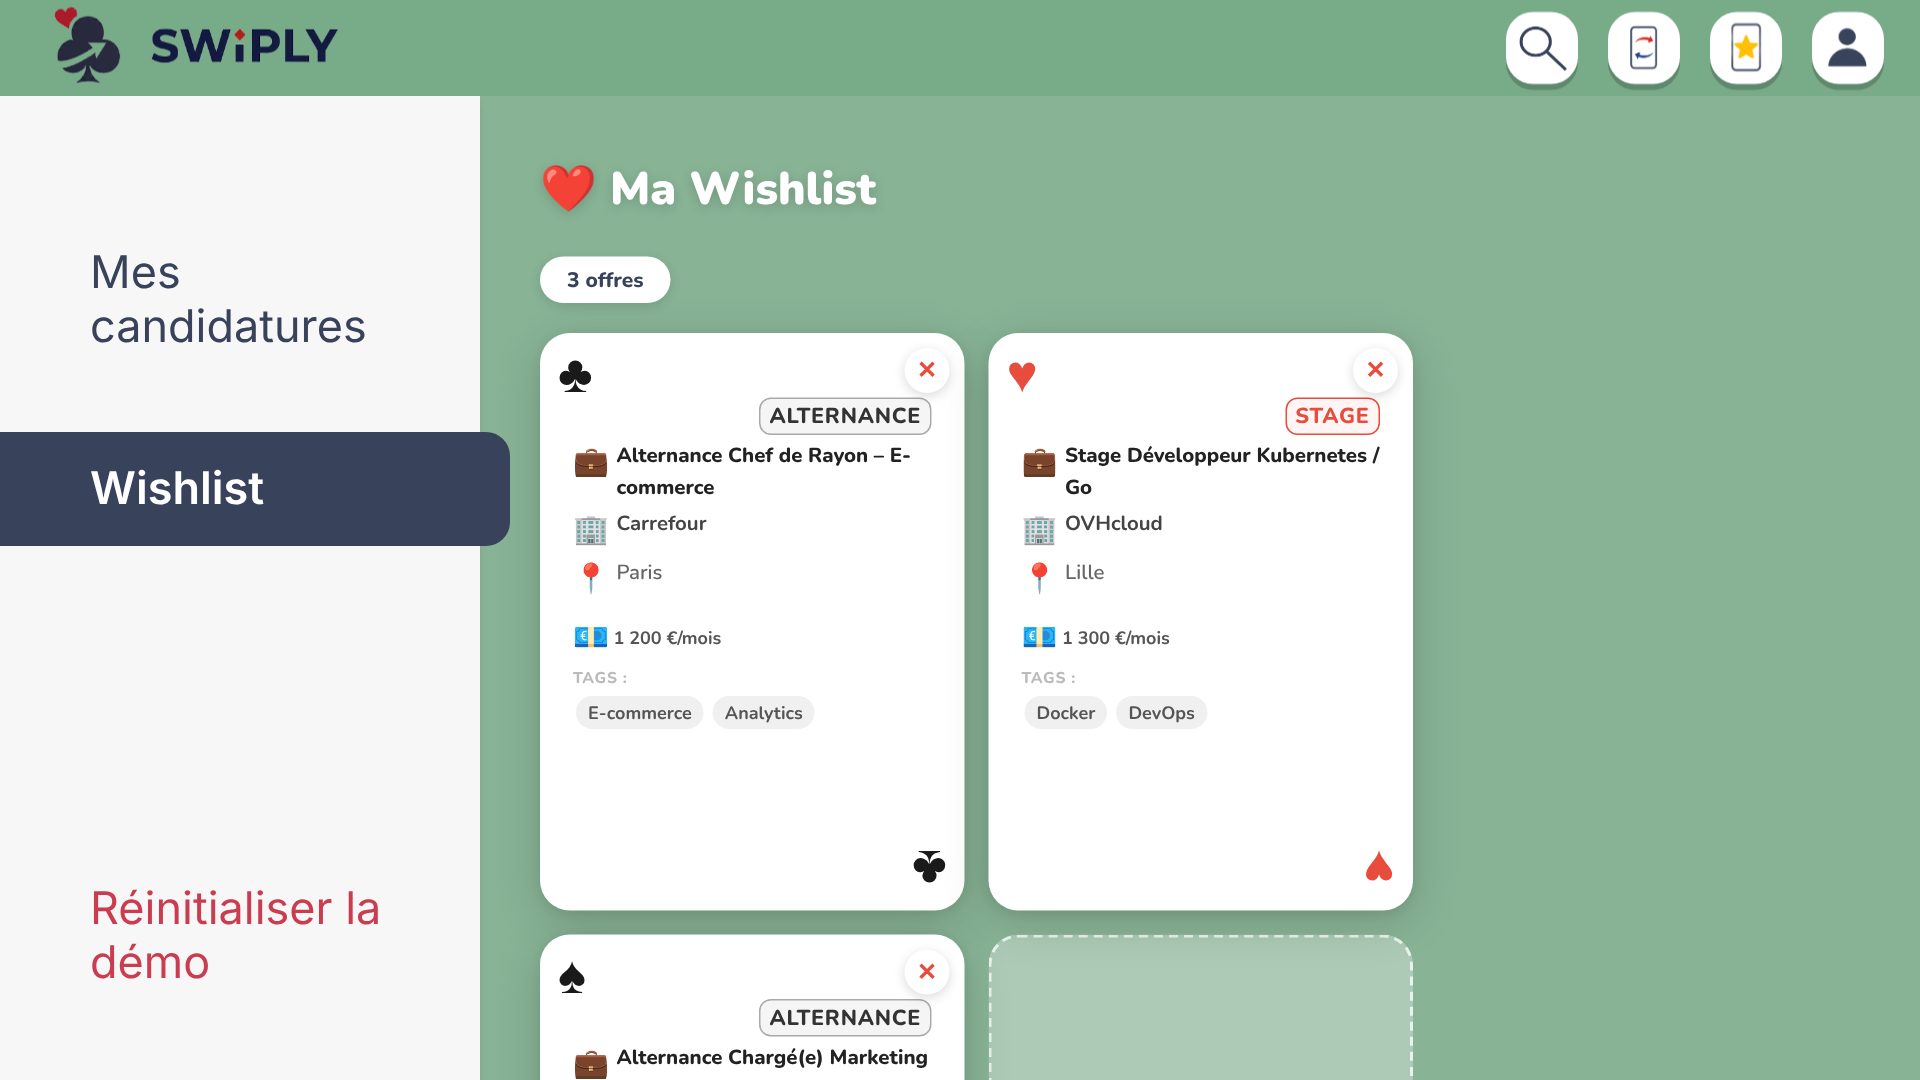 SWiPLY
Mes
candidatures
Wishlist
Réinitialiser la
démo
Ma Wishlist
3 offres
ALTERNANCE
Alternance Chef de Rayon – E-
commerce
Carrefour
Paris
1 200 €/mois
TAGS :
E-commerce
Analytics
STAGE
Stage Développeur Kubernetes /
Go
OVHcloud
Lille
1 300 €/mois
TAGS :
Docker
DevOps
ALTERNANCE
Alternance Chargé(e) Marketing